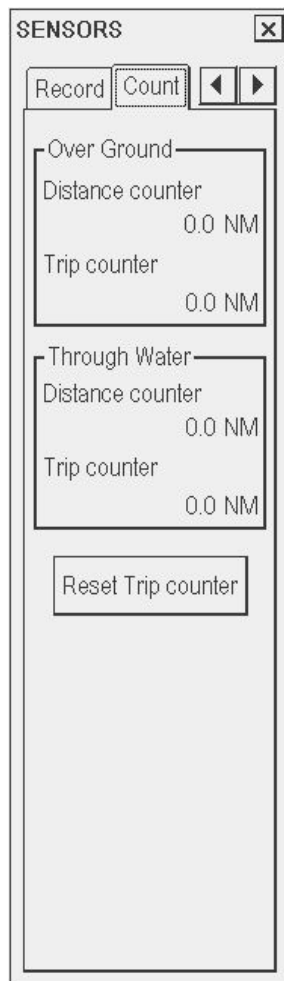 SENSORS
Record Count
Over Ground
Distance counter
0.0 NM
Trip counter
0.0 NM
Through Water
Distance counter
0.0 NM
Trip counter
0.0 NM
Reset Trip counter